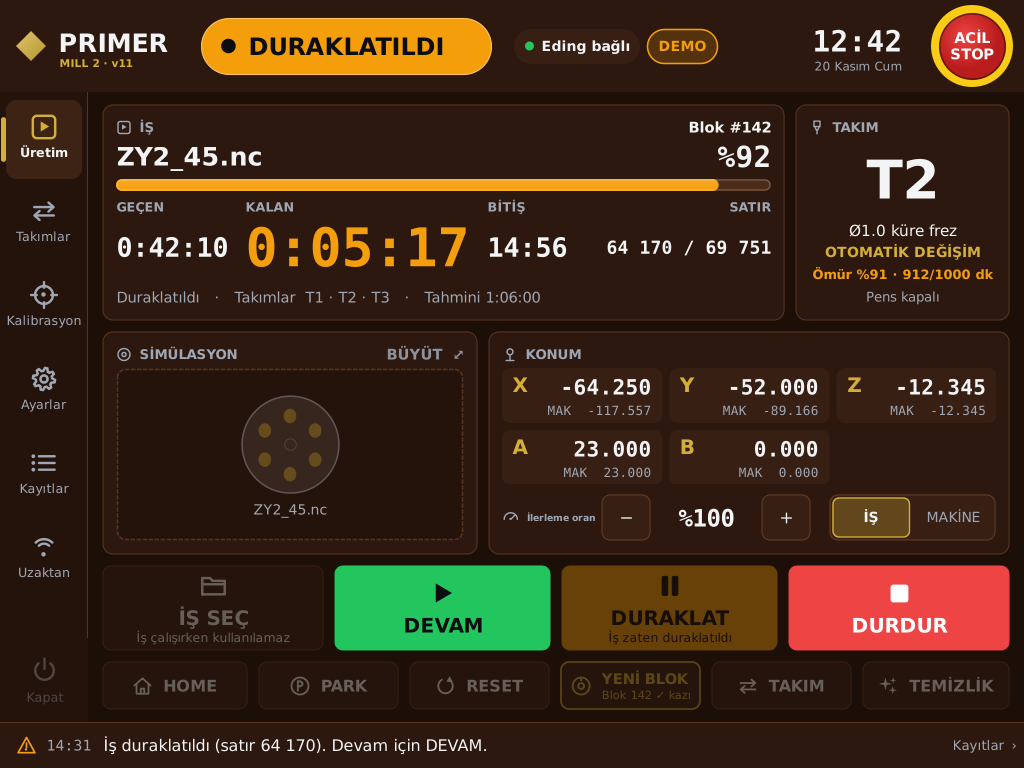 PRIMER
MILL 2 · v11
DURAKLATILDI
Eding bağlı
DEMO
12:42
20 Kasım Cum
ACİL
STOP
Üretim
Takımlar
Kalibrasyon
Ayarlar
Kayıtlar
Uzaktan
Kapat
İŞ
Blok #142
ZY2_45.nc
%92
GEÇEN
KALAN
BİTİŞ
SATIR
0:42:10
0:05:17
14:56
64 170 / 69 751
Duraklatıldı · Takımlar T1 · T2 · T3 · Tahmini 1:06:00
TAKIM
T2
Ø1.0 küre frez
OTOMATİK DEĞİŞİM
Ömür %91 · 912/1000 dk
Pens kapalı
SİMÜLASYON
BÜYÜT
ZY2_45.nc
KONUM
X -64.250
MAK -117.557
Y -52.000
MAK -89.166
Z -12.345
MAK -12.345
A 23.000
MAK 23.000
B 0.000
MAK 0.000
İlerleme oran
−
%100
+
İŞ
MAKİNE
İŞ SEÇ
İş çalışırken kullanılamaz
DEVAM
DURAKLAT
İş zaten duraklatıldı
DURDUR
HOME
PARK
RESET
YENİ BLOK
Blok 142 ✓ kazı
TAKIM
TEMİZLİK
14:31 İş duraklatıldı (satır 64 170). Devam için DEVAM.
Kayıtlar ›